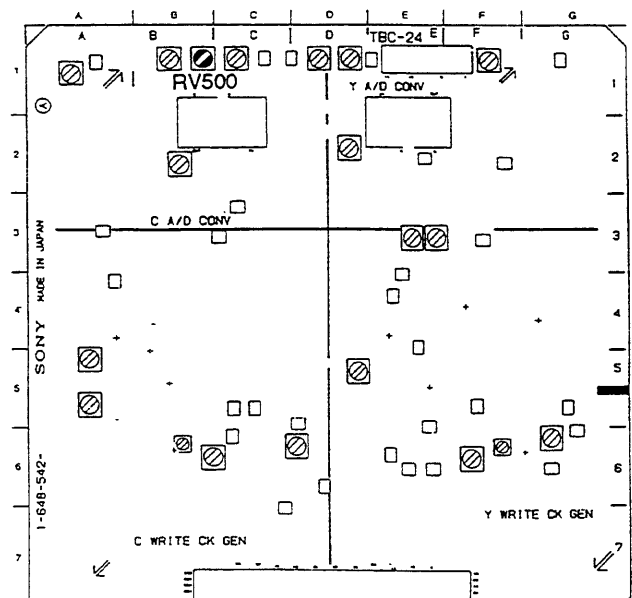 A B C D E F G
A B C D TBC-24 E F G
RV500
Y A/D CONV
1 1
A
2 2
C A/D CONV
3 3
SONY MADE IN JAPAN
4 4
5 5
6 6
1-648-542-
Y WRITE CK GEN
C WRITE CK GEN
7 7